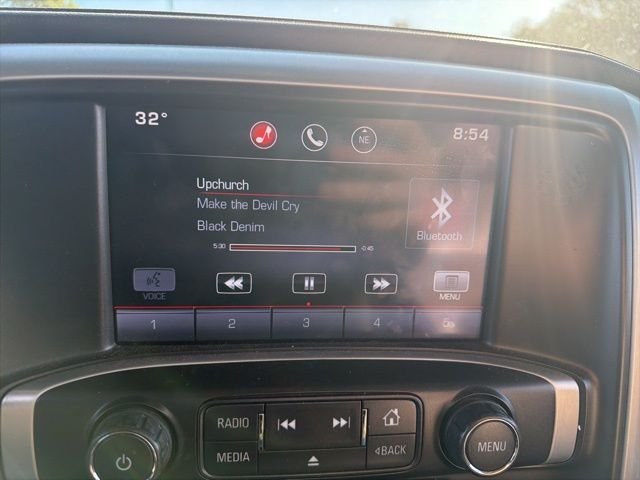 32°
NE
8:54
Upchurch
Make the Devil Cry
Black Denim
5:30
-0:45
Bluetooth
VOICE
MENU
1 2 3 4 5
RADIO
MEDIA
BACK
MENU